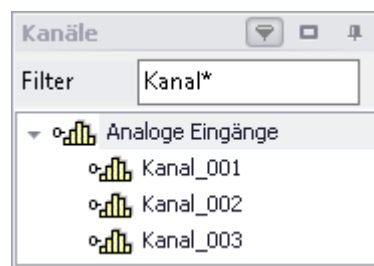 Kanäle
Filter Kanal*
Analoge Eingänge
Kanal_001
Kanal_002
Kanal_003